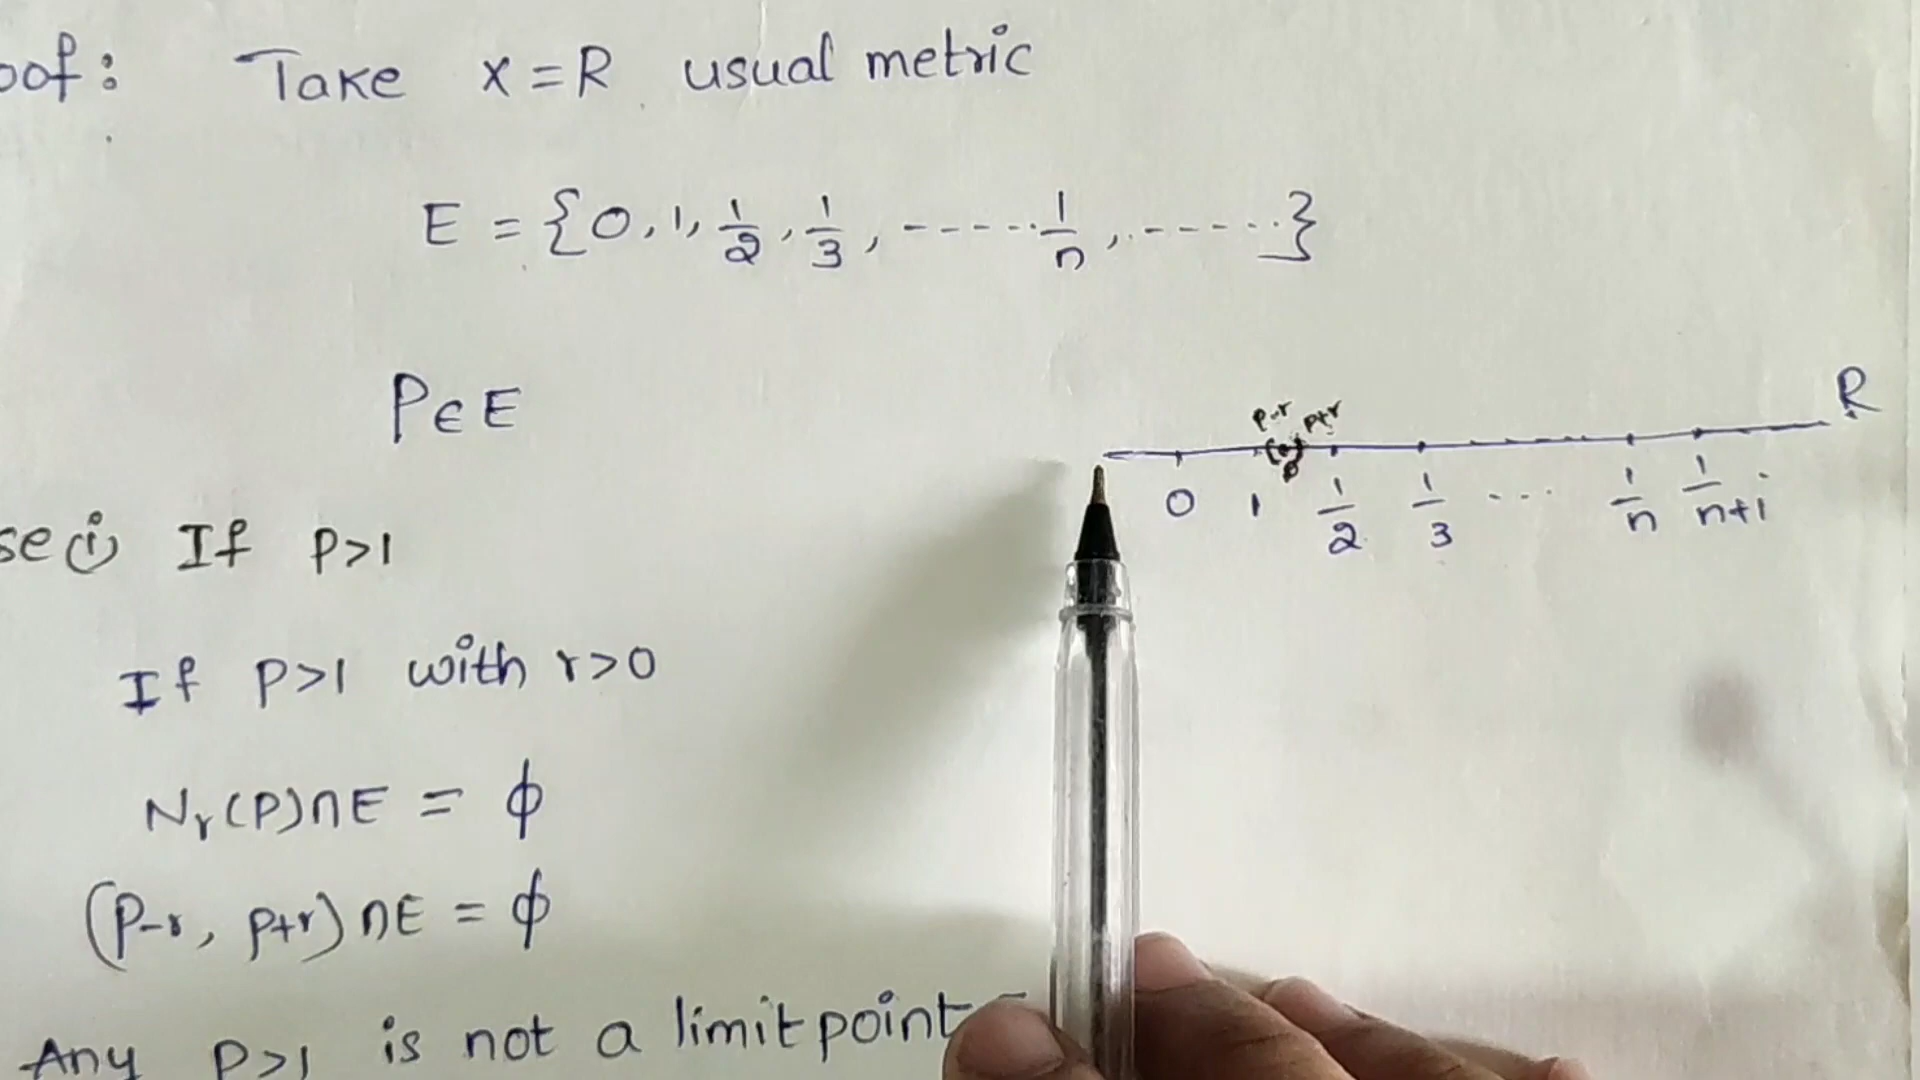 oof: Take X = R usual metric
E = {0, 1, 1/2, 1/3, ----- 1/n, ------}
P ∈ E
R
p-r p+r
p
0 1 1/2 1/3 ... 1/n 1/n+1
se (i) If P>1
If P>1 with r>0
Nr(P)∩E = ϕ
(P-r, P+r)∩E = ϕ
Any P>1 is not a limit point